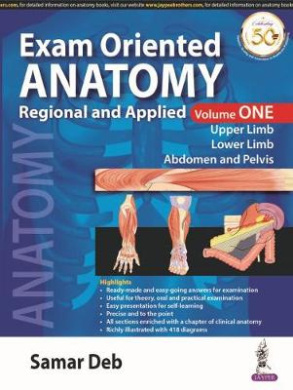 ers.com, for detailed information on anatomy books, visit our website www.jaypeebrothers.com, for detailed information on anatomy book
Celebrating
50
Exam Oriented
ANATOMY
Regional and Applied Volume ONE
Upper Limb
Lower Limb
Abdomen and Pelvis
ANATOMY
Highlights
• Ready-made and easy-going answers for examination
• Useful for theory, oral and practical examination
• Easy presentation for self-learning
• Precise and to the point
• All sections enriched with a chapter of clinical anatomy
• Richly illustrated with 418 diagrams
Samar Deb
JAYPEE